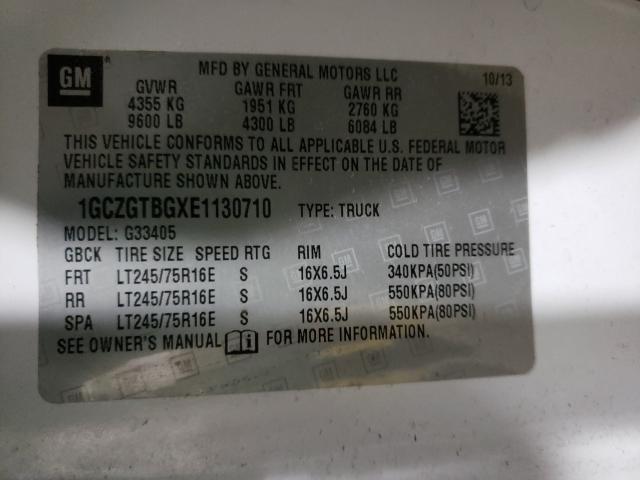 GM
MFD BY GENERAL MOTORS LLC 10/13
GVWR GAWR FRT GAWR RR
4355 KG 1951 KG 2760 KG
9600 LB 4300 LB 6084 LB
THIS VEHICLE CONFORMS TO ALL APPLICABLE U.S. FEDERAL MOTOR
VEHICLE SAFETY STANDARDS IN EFFECT ON THE DATE OF
MANUFACTURE SHOWN ABOVE.
1GCZGTBGXE1130710 TYPE: TRUCK
MODEL: G33405
GBCK TIRE SIZE SPEED RTG RIM COLD TIRE PRESSURE
FRT LT245/75R16E S 16X6.5J 340KPA(50PSI)
RR LT245/75R16E S 16X6.5J 550KPA(80PSI)
SPA LT245/75R16E S 16X6.5J 550KPA(80PSI)
SEE OWNER'S MANUAL FOR MORE INFORMATION.